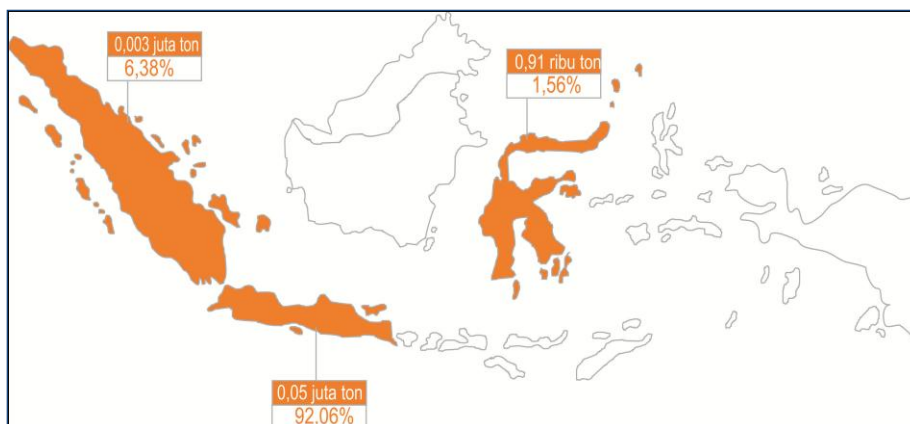 0,003 juta ton
6,38%
0,91 ribu ton
1,56%
0,05 juta ton
92.06%